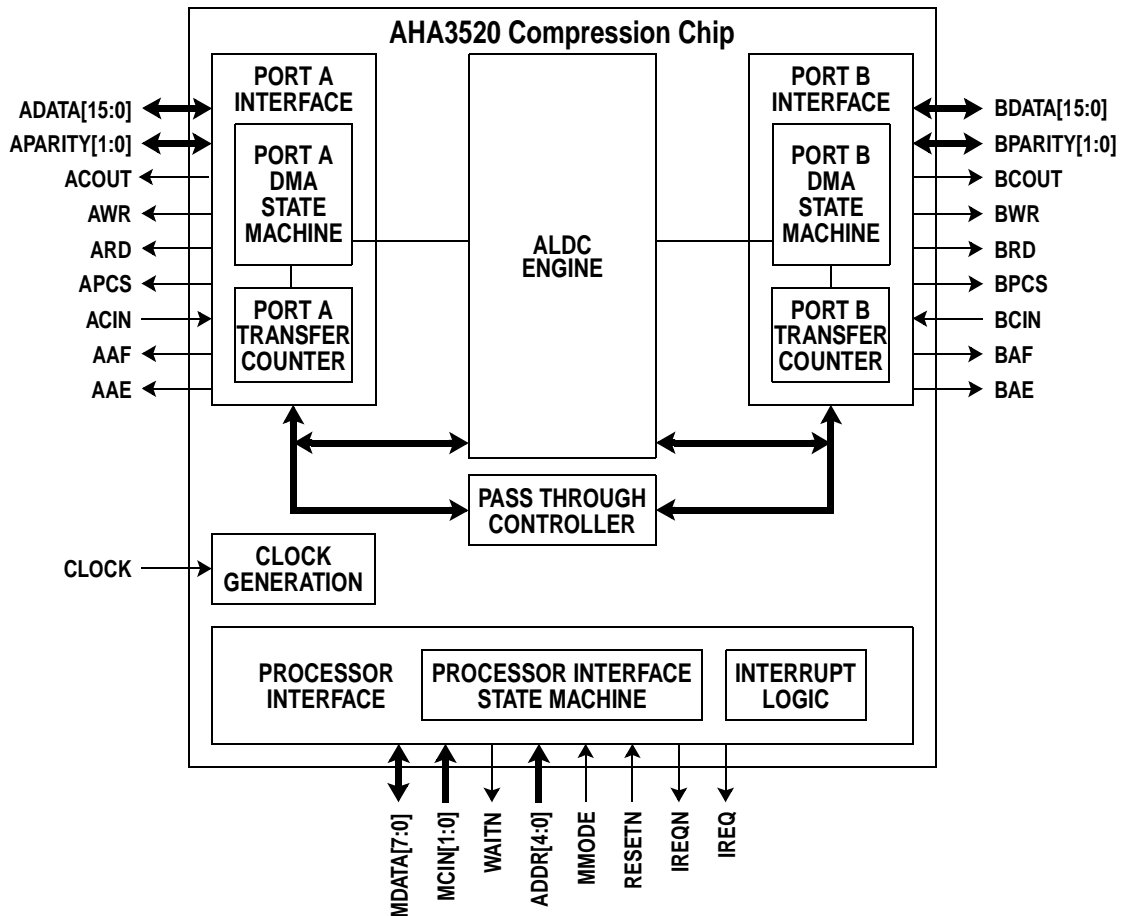 AHA3520 Compression Chip
PORT A
INTERFACE
PORT A
DMA
STATE
MACHINE
PORT A
TRANSFER
COUNTER
ADATA[15:0]
APARITY[1:0]
ACOUT
AWR
ARD
APCS
ACIN
AAF
AAE
ALDC
ENGINE
PORT B
INTERFACE
PORT B
DMA
STATE
MACHINE
PORT B
TRANSFER
COUNTER
BDATA[15:0]
BPARITY[1:0]
BCOUT
BWR
BRD
BPCS
BCIN
BAF
BAE
PASS THROUGH
CONTROLLER
CLOCK
CLOCK
GENERATION
PROCESSOR
INTERFACE
PROCESSOR INTERFACE
STATE MACHINE
INTERRUPT
LOGIC
MDATA[7:0]
MCIN[1:0]
WAITN
ADDR[4:0]
MMODE
RESETN
IREQN
IREQ